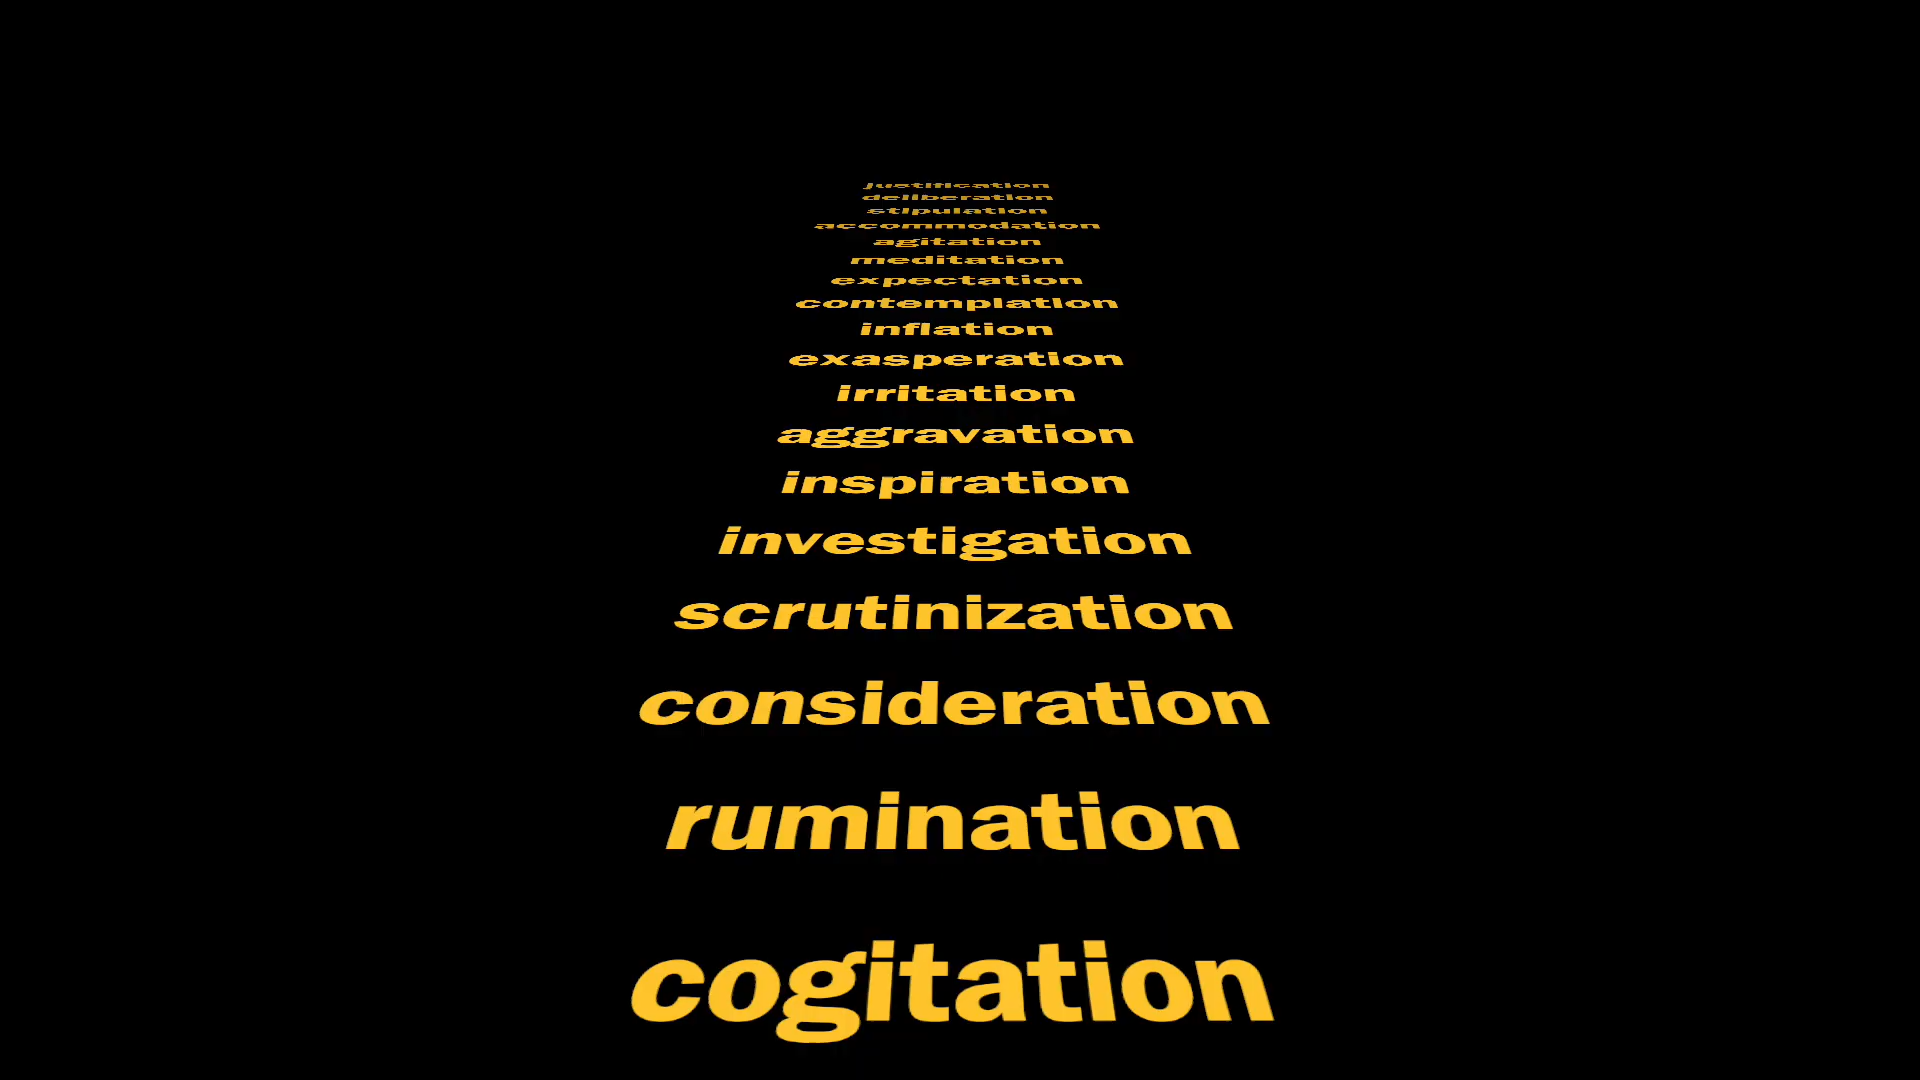 justification
deliberation
stipulation
accommodation
agitation
meditation
expectation
contemplation
inflation
exasperation
irritation
aggravation
inspiration
investigation
scrutinization
consideration
rumination
cogitation